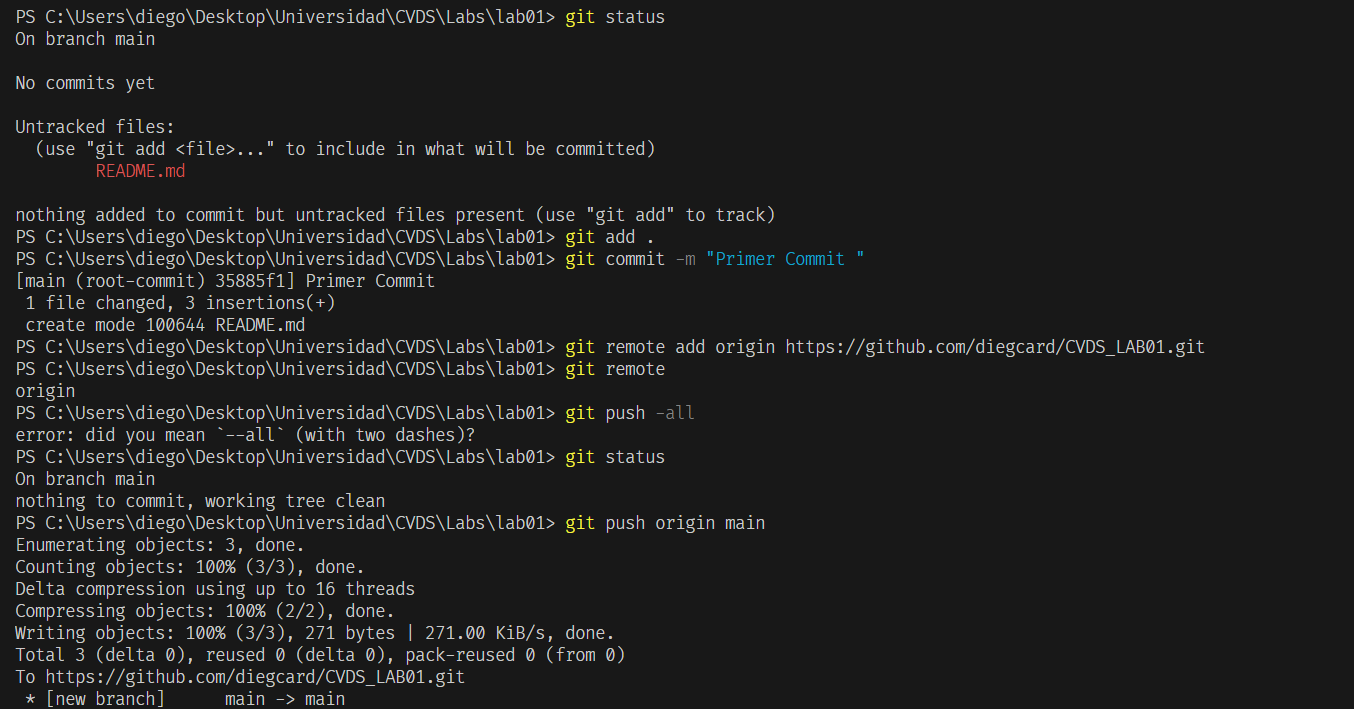 PS C:\Users\diego\Desktop\Universidad\CVDS\Labs\lab01> git status
On branch main

No commits yet

Untracked files:
  (use "git add <file>..." to include in what will be committed)
        README.md

nothing added to commit but untracked files present (use "git add" to track)
PS C:\Users\diego\Desktop\Universidad\CVDS\Labs\lab01> git add .
PS C:\Users\diego\Desktop\Universidad\CVDS\Labs\lab01> git commit -m "Primer Commit "
[main (root-commit) 35885f1] Primer Commit
 1 file changed, 3 insertions(+)
 create mode 100644 README.md
PS C:\Users\diego\Desktop\Universidad\CVDS\Labs\lab01> git remote add origin https://github.com/diegcard/CVDS_LAB01.git
PS C:\Users\diego\Desktop\Universidad\CVDS\Labs\lab01> git remote
origin
PS C:\Users\diego\Desktop\Universidad\CVDS\Labs\lab01> git push -all
error: did you mean `--all` (with two dashes)?
PS C:\Users\diego\Desktop\Universidad\CVDS\Labs\lab01> git status
On branch main
nothing to commit, working tree clean
PS C:\Users\diego\Desktop\Universidad\CVDS\Labs\lab01> git push origin main
Enumerating objects: 3, done.
Counting objects: 100% (3/3), done.
Delta compression using up to 16 threads
Compressing objects: 100% (2/2), done.
Writing objects: 100% (3/3), 271 bytes | 271.00 KiB/s, done.
Total 3 (delta 0), reused 0 (delta 0), pack-reused 0 (from 0)
To https://github.com/diegcard/CVDS_LAB01.git
 * [new branch]      main -> main